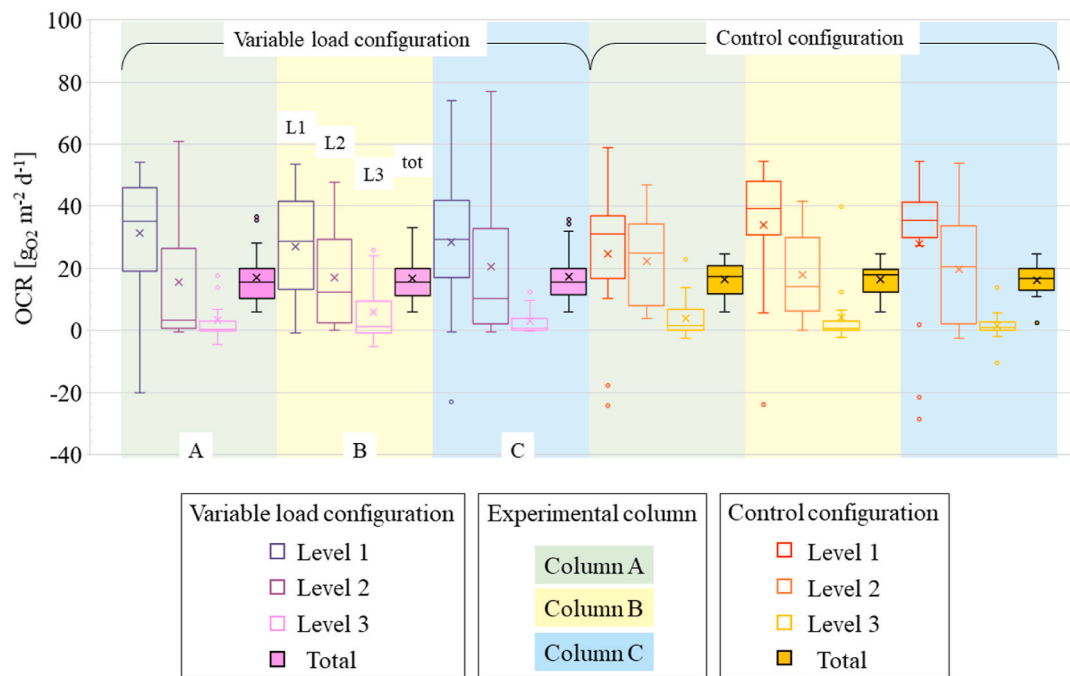 100
80
60
40
20
0
-20
-40
OCR [gO2 m-2 d-1]
Variable load configuration
Control configuration
L1
L2
L3
tot
A
B
C
Variable load configuration
Level 1
Level 2
Level 3
Total
Experimental column
Column A
Column B
Column C
Control configuration
Level 1
Level 2
Level 3
Total